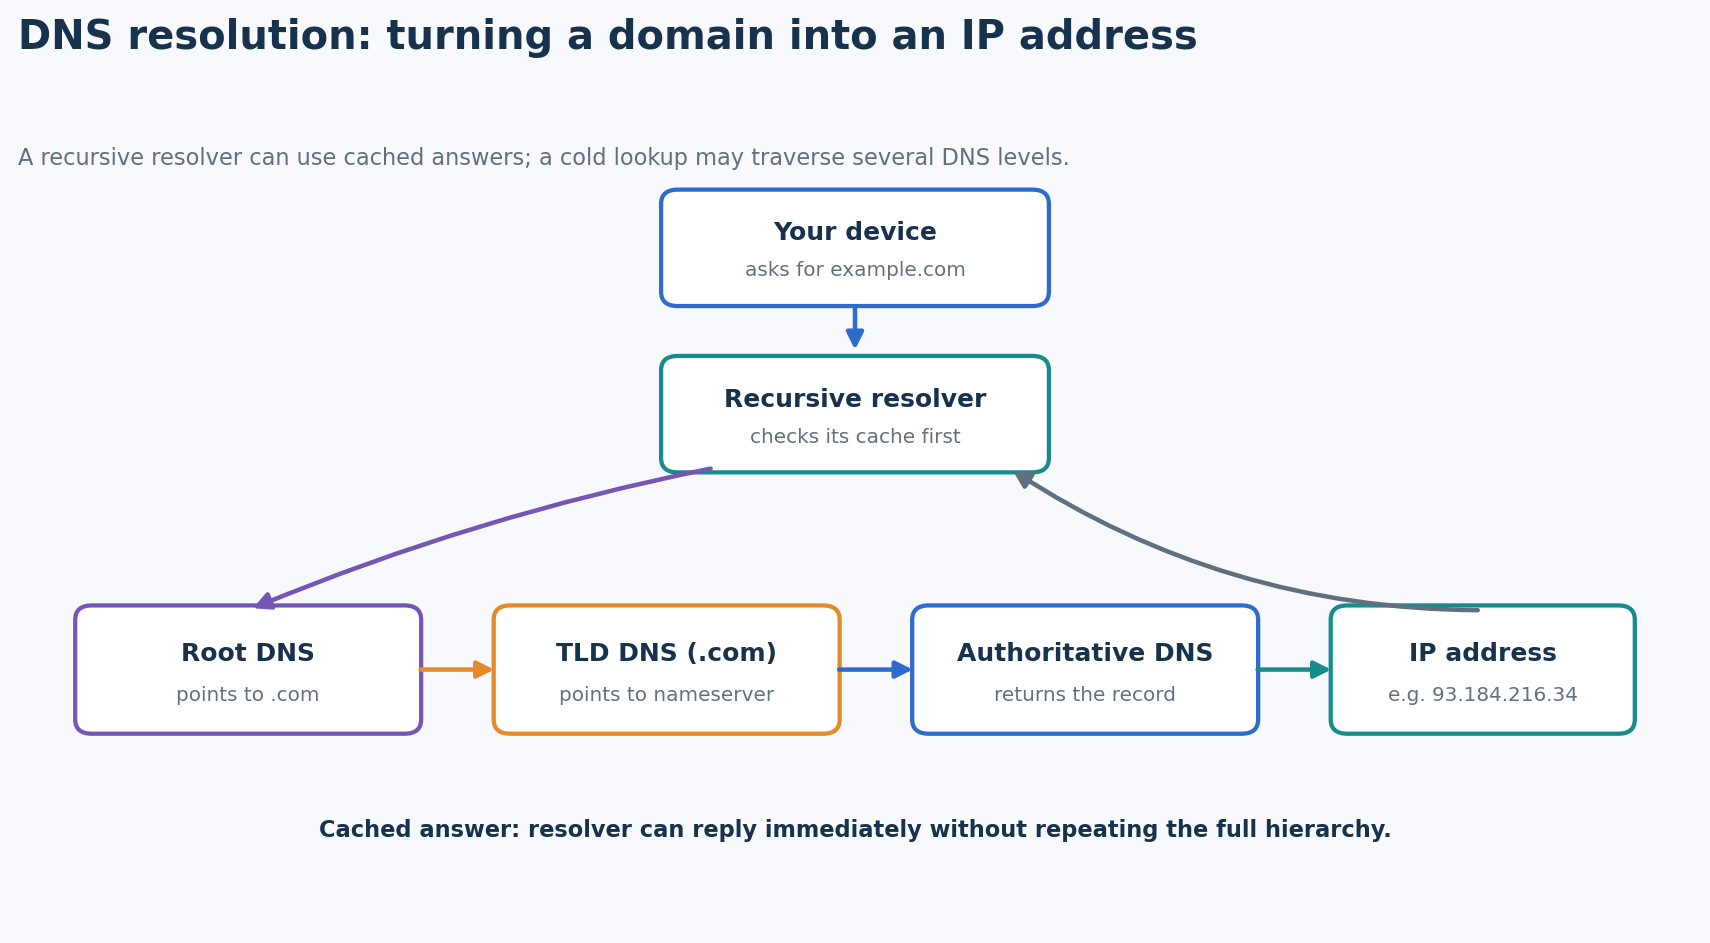 DNS resolution: turning a domain into an IP address
A recursive resolver can use cached answers; a cold lookup may traverse several DNS levels.
Your device
asks for example.com
Recursive resolver
checks its cache first
Root DNS
points to .com
TLD DNS (.com)
points to nameserver
Authoritative DNS
returns the record
IP address
e.g. 93.184.216.34
Cached answer: resolver can reply immediately without repeating the full hierarchy.